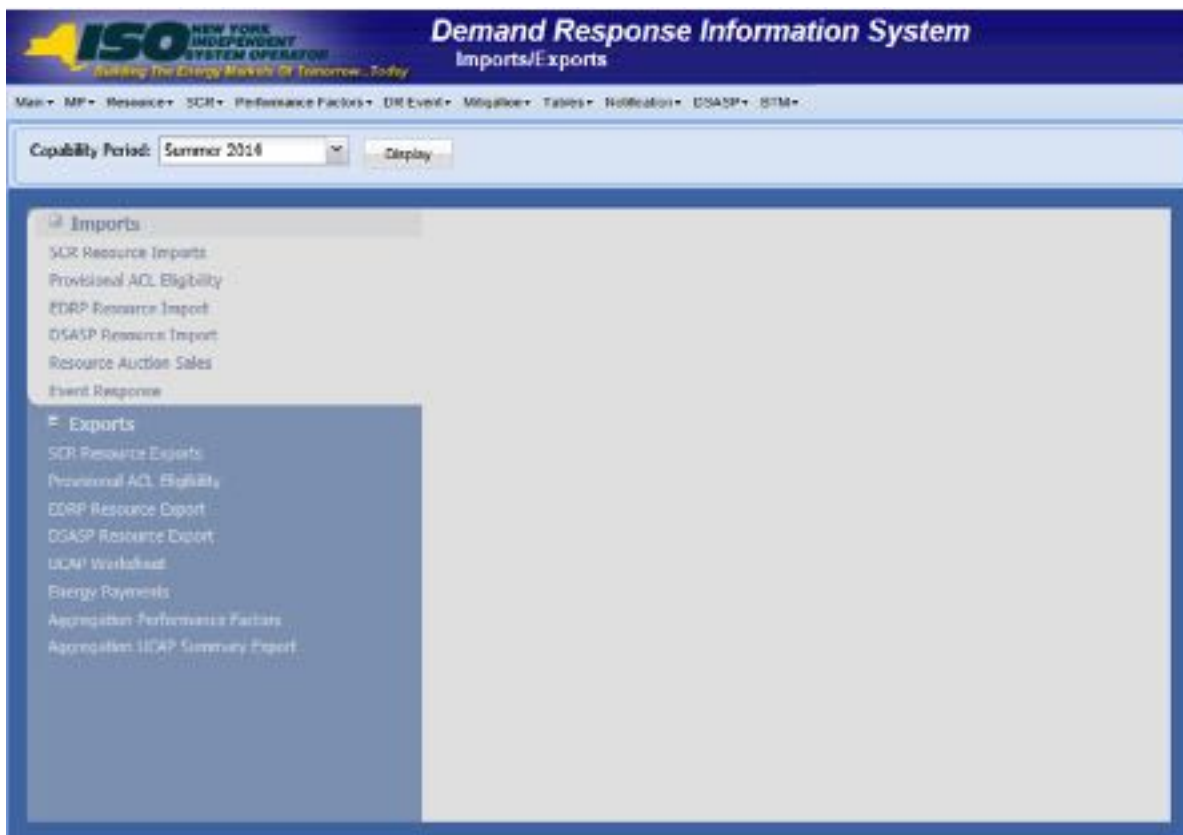 ISO NEW YORK
INDEPENDENT
SYSTEM OPERATOR
Building The Energy Markets Of Tomorrow...Today
Demand Response Information System
Imports/Exports
Main MP Resource SCR Performance Factors DR Event Mitigation Tables Notification DSASP BTM
Capability Period: Summer 2014 Display
Imports
SCR Resource Imports
Provisional ACL Eligibility
EDRP Resource Import
DSASP Resource Import
Resource Auction Sales
Event Response
Exports
SCR Resource Exports
Provisional ACL Eligibility
EDRP Resource Export
DSASP Resource Export
UCAP Worksheet
Energy Payments
Aggregation Performance Factors
Aggregation UCAP Summary Export